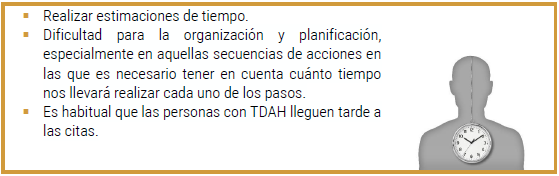 ▪ Realizar estimaciones de tiempo.
▪ Dificultad para la organización y planificación,
especialmente en aquellas secuencias de acciones en
las que es necesario tener en cuenta cuánto tiempo
nos llevará realizar cada uno de los pasos.
▪ Es habitual que las personas con TDAH lleguen tarde a
las citas.